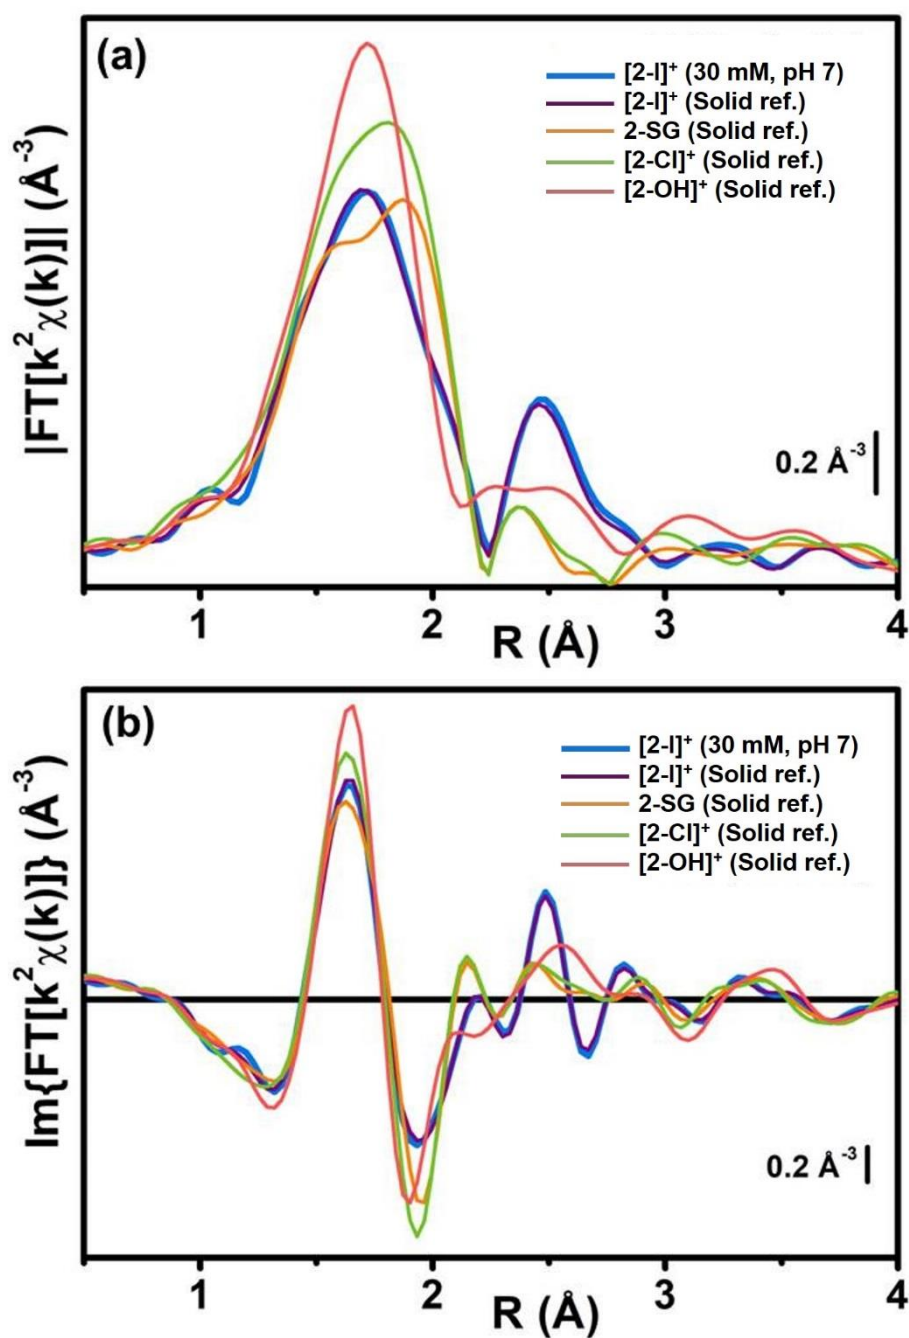 (a)
[2-I]⁺ (30 mM, pH 7)
[2-I]⁺ (Solid ref.)
2-SG (Solid ref.)
[2-Cl]⁺ (Solid ref.)
[2-OH]⁺ (Solid ref.)
|FT[k²χ(k)]| (Å⁻³)
0.2 Å⁻³
1 2 3 4
R (Å)
(b)
[2-I]⁺ (30 mM, pH 7)
[2-I]⁺ (Solid ref.)
2-SG (Solid ref.)
[2-Cl]⁺ (Solid ref.)
[2-OH]⁺ (Solid ref.)
Im{FT[k²χ(k)]} (Å⁻³)
0.2 Å⁻³
1 2 3 4
R (Å)